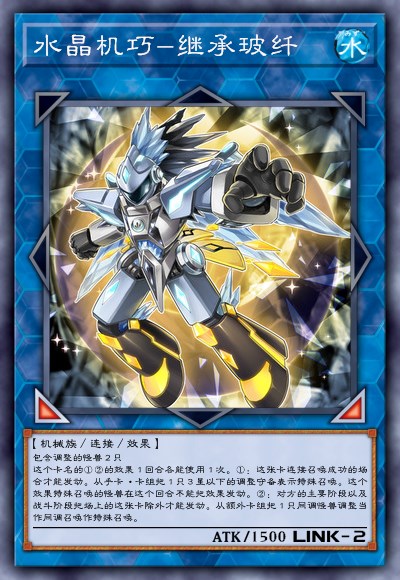 水晶机巧-继承玻纤
水
【机械族/连接/效果】
包含调整的怪兽2只
这个卡名的①②的效果1回合各能使用1次。①：这张卡连接召唤成功的场
合才能发动。从手卡·卡组把1只3星以下的调整守备表示特殊召唤。这个
效果特殊召唤的怪兽在这个回合不能把效果发动。②：对方的主要阶段以及
战斗阶段把场上的这张卡除外才能发动。从额外卡组把1只同调怪兽调整当
作同调召唤作特殊召唤。
ATK/1500 LINK-2